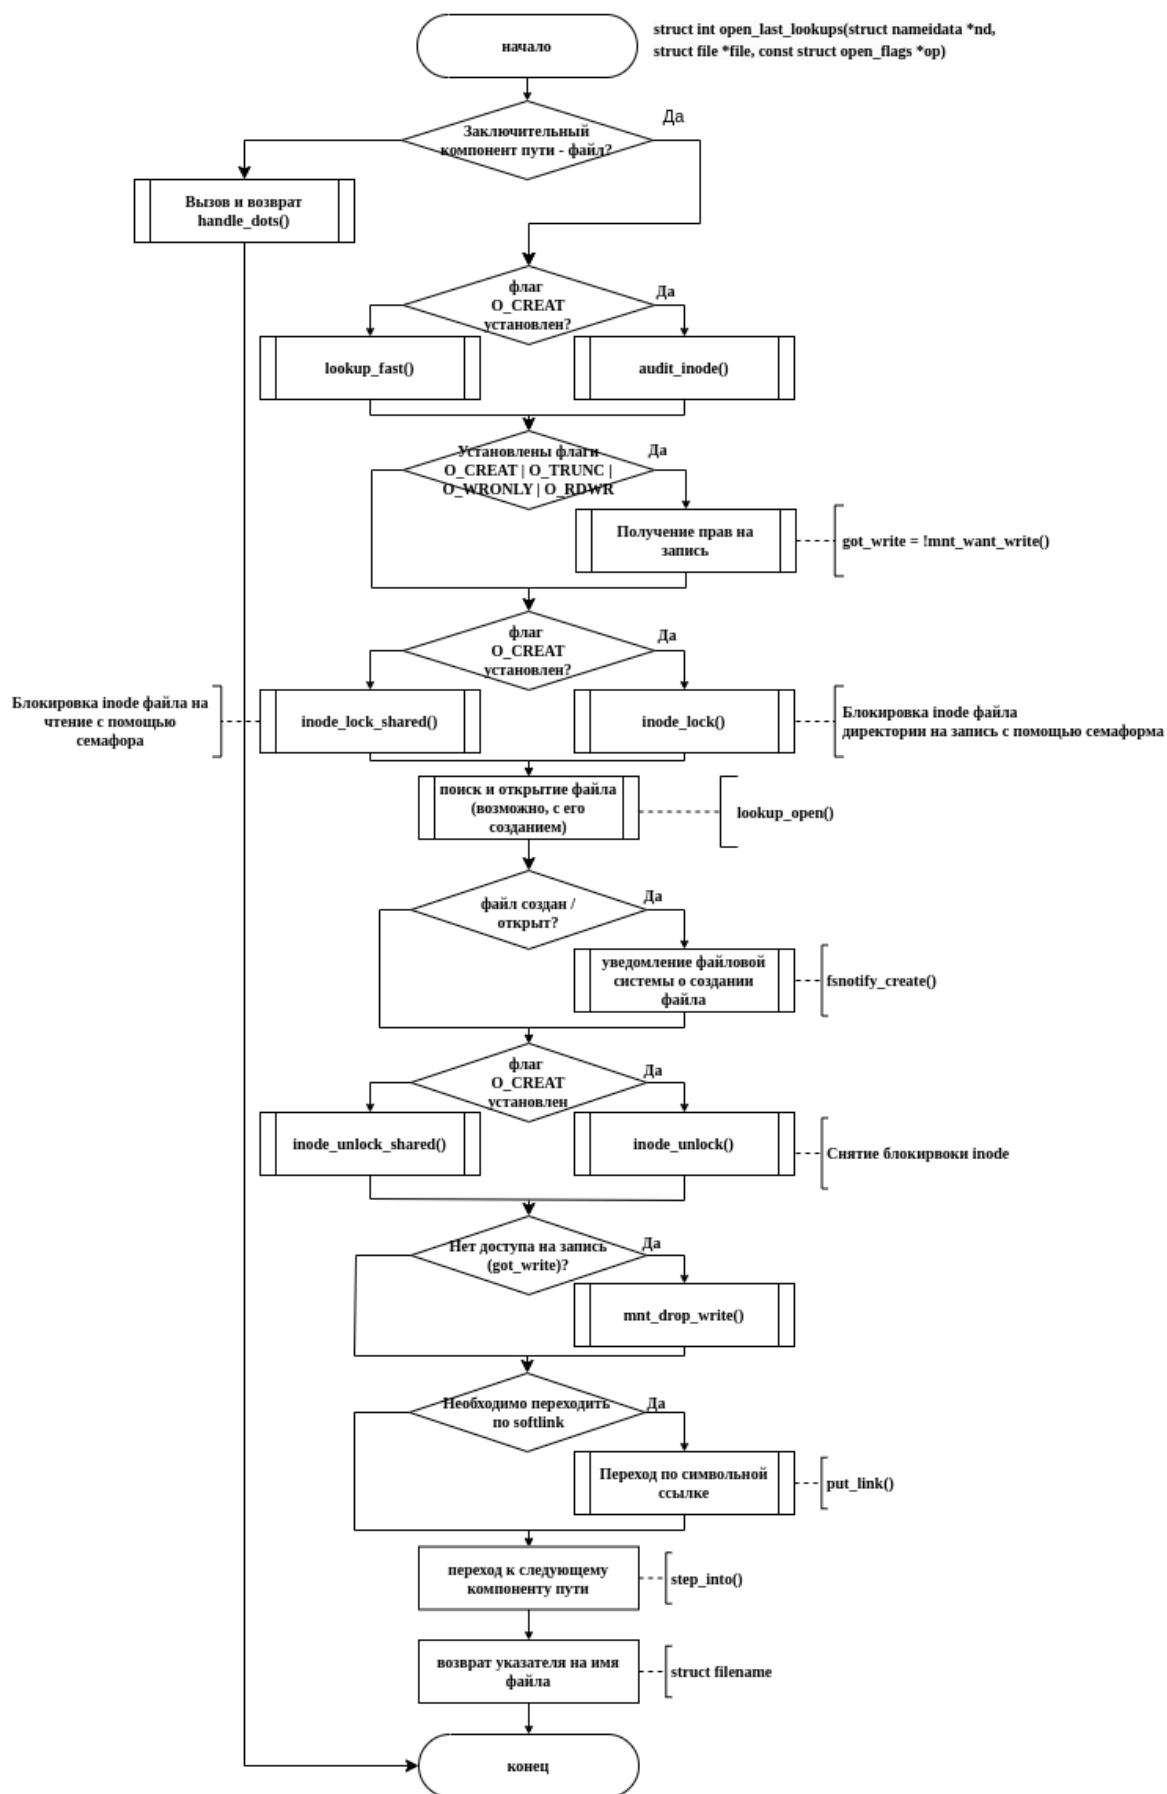 начало
struct int open_last_lookups(struct nameidata *nd,
struct file *file, const struct open_flags *op)
Да
Заключительный
компонент пути - файл?
Вызов и возврат
handle_dots()
флаг
O_CREAT
установлен?
Да
lookup_fast()
audit_inode()
Установлены флаги
O_CREAT | O_TRUNC |
O_WRONLY | O_RDWR
Да
Получение прав на
запись
got_write = !mnt_want_write()
флаг
O_CREAT
установлен?
Да
Блокировка inode файла на
чтение с помощью
семафора
inode_lock_shared()
inode_lock()
Блокировка inode файла
директории на запись с помощью семаформа
поиск и открытие файла
(возможно, с его
созданием)
lookup_open()
файл создан /
открыт?
Да
уведомление файловой
системы о создании
файла
fsnotify_create()
флаг
O_CREAT
установлен
Да
inode_unlock_shared()
inode_unlock()
Снятие блокирвоки inode
Нет доступа на запись
(got_write)?
Да
mnt_drop_write()
Необходимо переходить
по softlink
Да
Переход по символьной
ссылке
put_link()
переход к следующему
компоненту пути
step_into()
возврат указателя на имя
файла
struct filename
конец